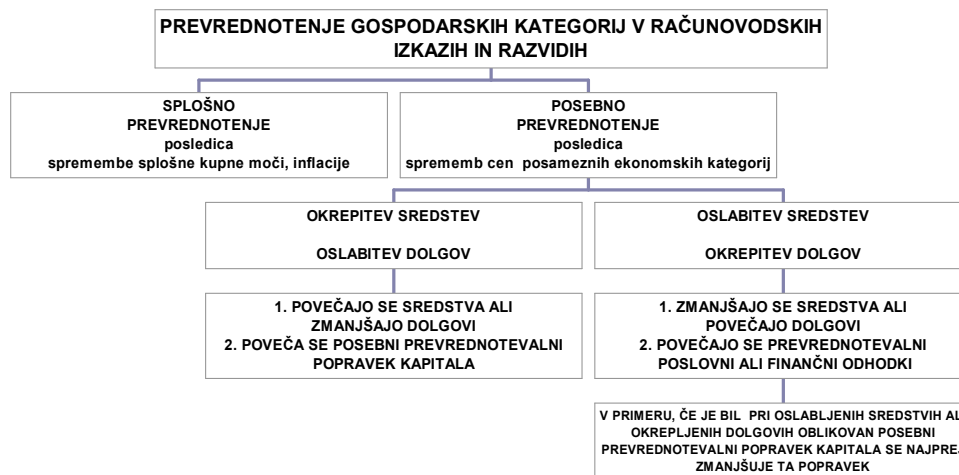 PREVREDNOTENJE GOSPODARSKIH KATEGORIJ V RAČUNOVODSKIH
IZKAZIH IN RAZVIDIH
SPLOŠNO
PREVREDNOTENJE
posledica
spremembe splošne kupne moči, inflacije
POSEBNO
PREVREDNOTENJE
posledica
sprememb cen posameznih ekonomskih kategorij
OKREPITEV SREDSTEV
OSLABITEV DOLGOV
OSLABITEV SREDSTEV
OKREPITEV DOLGOV
1. POVEČAJO SE SREDSTVA ALI
ZMANJŠAJO DOLGOVI
2. POVEČA SE POSEBNI PREVREDNOTEVALNI
POPRAVEK KAPITALA
1. ZMANJŠAJO SE SREDSTVA ALI
POVEČAJO DOLGOVI
2. POVEČAJO SE PREVREDNOTEVALNI
POSLOVNI ALI FINANČNI ODHODKI
V PRIMERU, ČE JE BIL PRI OSLABLJENIH SREDSTVIH AL
OKREPLJENIH DOLGOVIH OBLIKOVAN POSEBNI
PREVREDNOTEVALNI POPRAVEK KAPITALA SE NAJPREJ
ZMANJŠUJE TA POPRAVEK